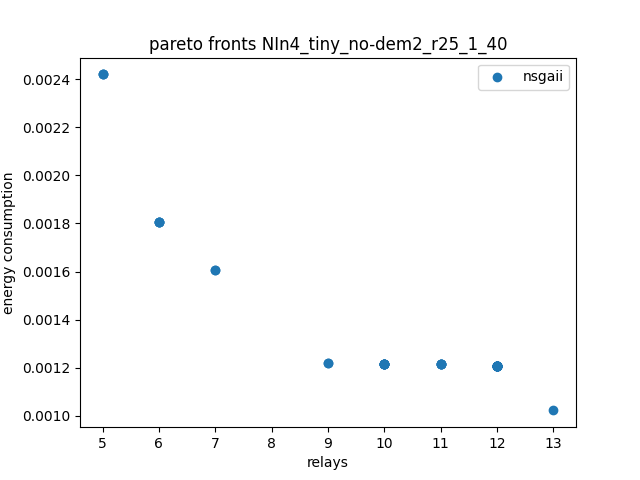 pareto fronts NIn4_tiny_no-dem2_r25_1_40
nsgaii
0.0024
0.0022
0.0020
0.0018
0.0016
0.0014
0.0012
0.0010
energy consumption
5 6 7 8 9 10 11 12 13
relays